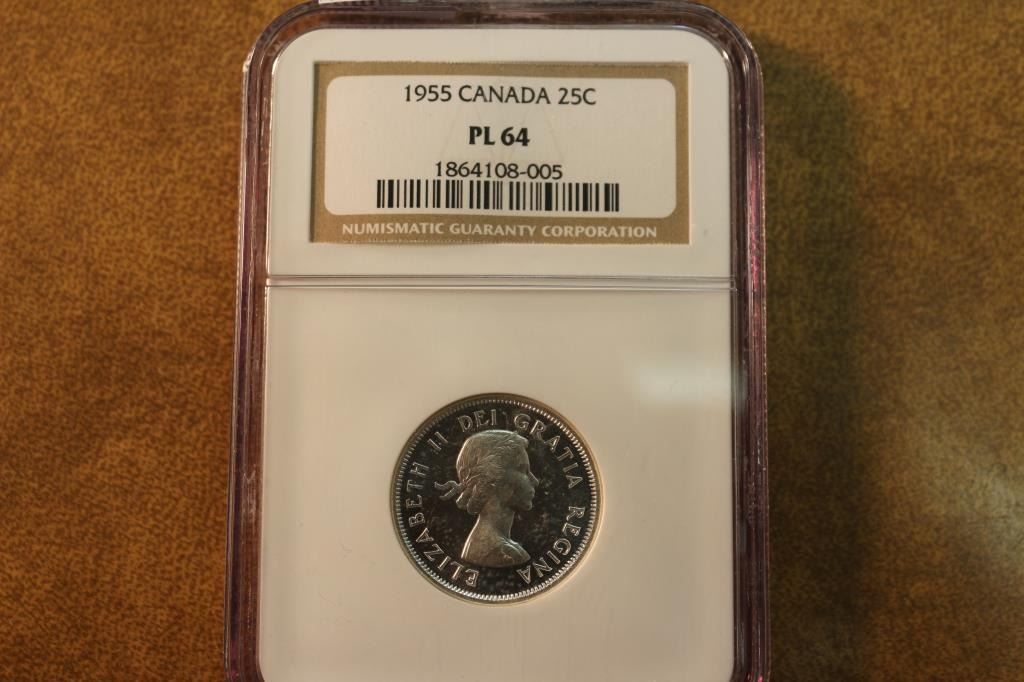 1955 CANADA 25C
PL 64
1864108-005
NUMISMATIC GUARANTY CORPORATION
ELIZABETH II DEI GRATIA REGINA